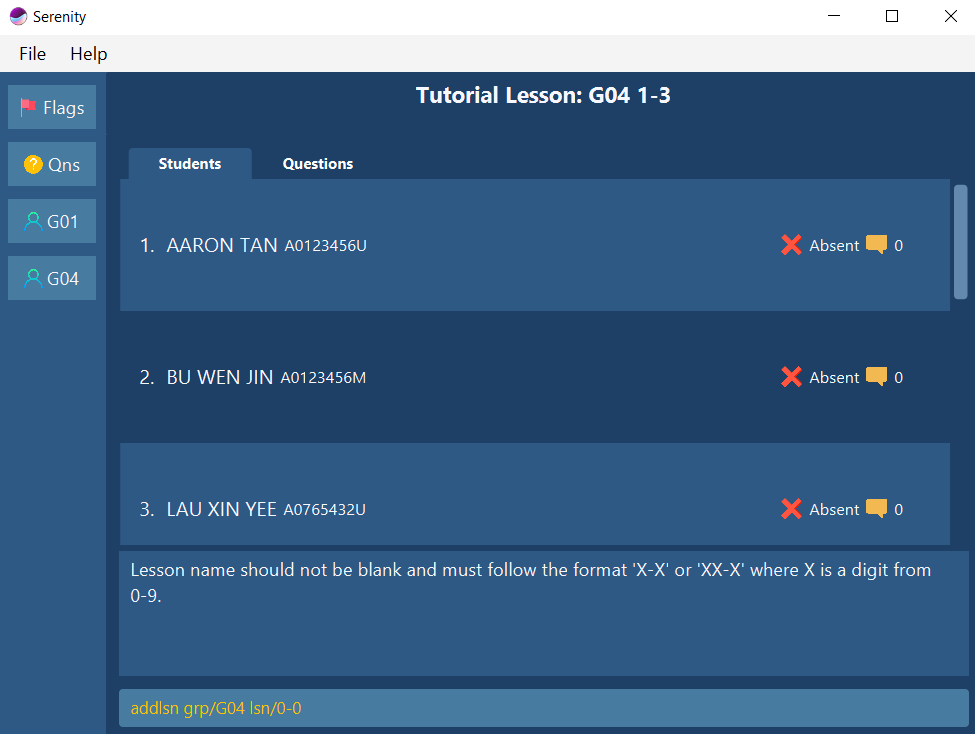 Serenity
File Help
Tutorial Lesson: G04 1-3
Flags
Qns
G01
G04
Students Questions
1. AARON TAN A0123456U Absent 0
2. BU WEN JIN A0123456M Absent 0
3. LAU XIN YEE A0765432U Absent 0
Lesson name should not be blank and must follow the format 'X-X' or 'XX-X' where X is a digit from
0-9.
addlsn grp/G04 lsn/0-0